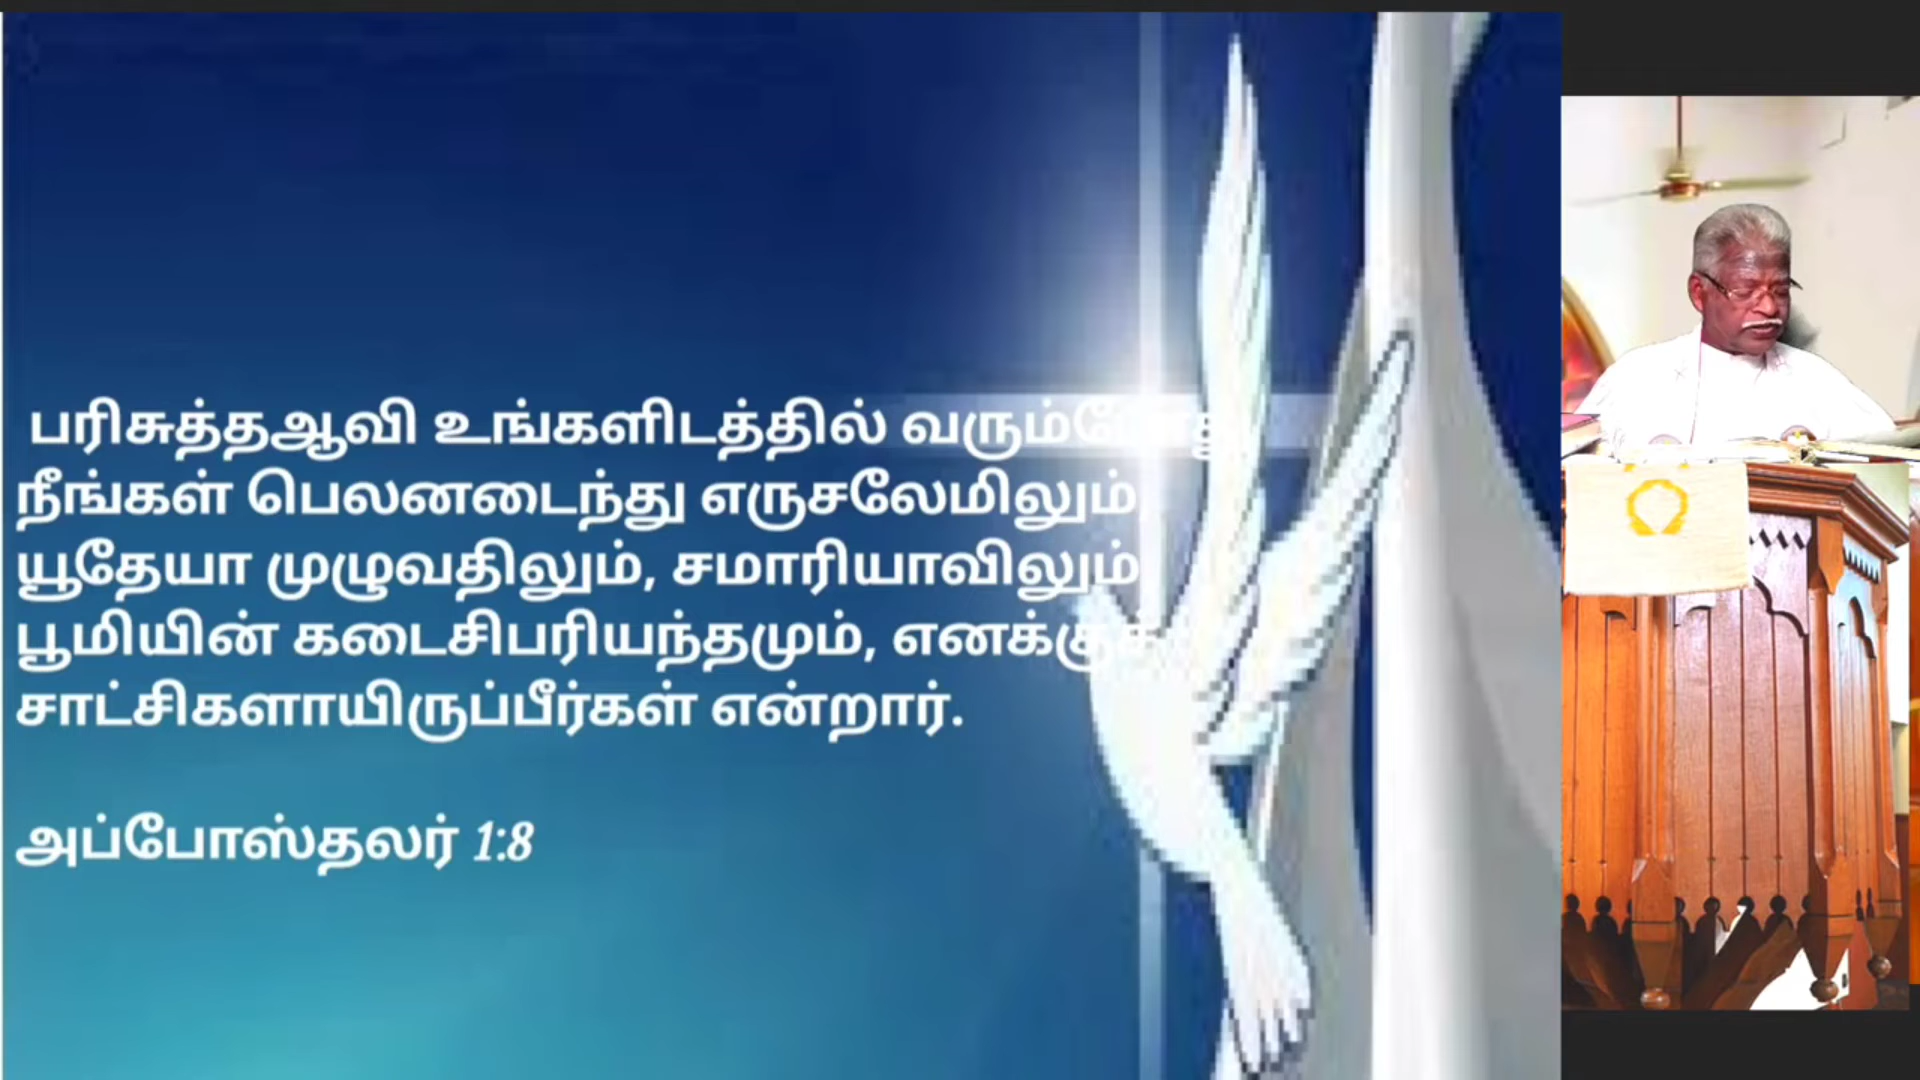 பரிசுத்தஆவி உங்களிடத்தில் வரும்போது
நீங்கள் பெலனடைந்து எருசலேமிலும்
யூதேயா முழுவதிலும், சமாரியாவிலும்
பூமியின் கடைசிபரியந்தமும், எனக்குச்
சாட்சிகளாயிருப்பீர்கள் என்றார்.
அப்போஸ்தலர் 1:8